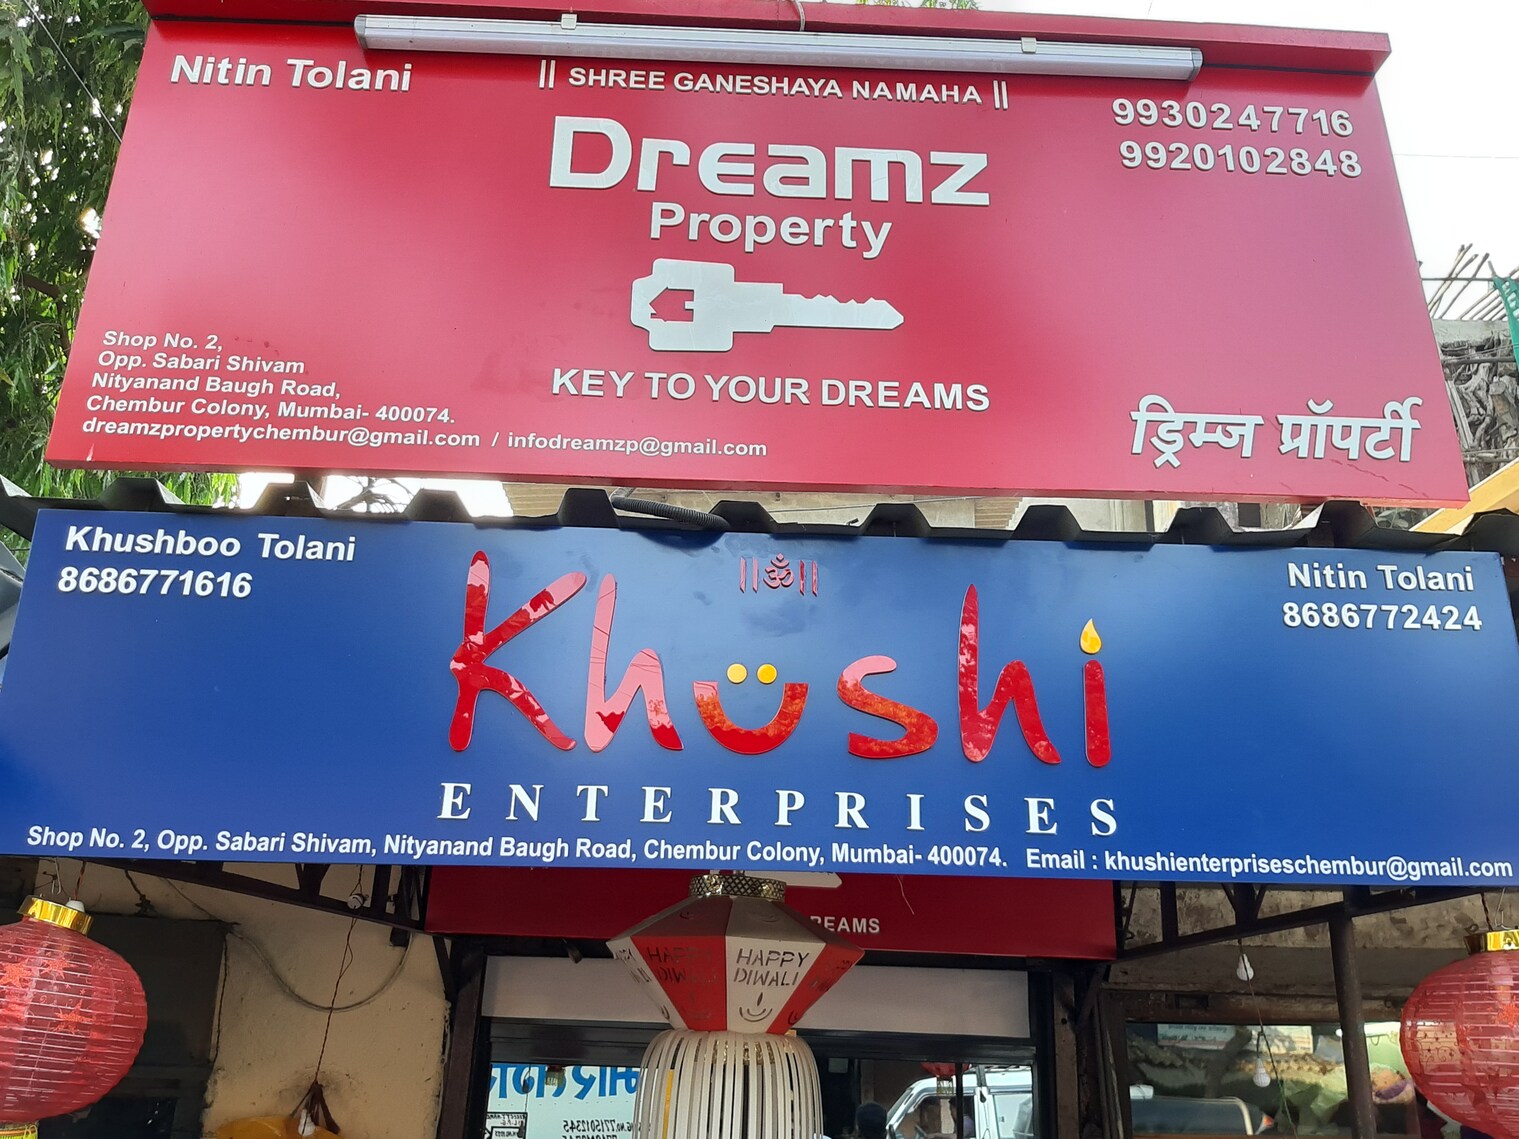 Nitin Tolani
|| SHREE GANESHAYA NAMAHA ||
9930247716
9920102848
Dreamz
Property
KEY TO YOUR DREAMS
Shop No. 2,
Opp. Sabari Shivam
Nityanand Baugh Road,
Chembur Colony, Mumbai- 400074.
dreamzpropertychembur@gmail.com / infodreamzp@gmail.com
ड्रिम्ज प्रॉपर्टी
Khushboo Tolani
8686771616
||ॐ||
Nitin Tolani
8686772424
Khushi
ENTERPRISES
Shop No. 2, Opp. Sabari Shivam, Nityanand Baugh Road, Chembur Colony, Mumbai- 400074. Email : khushienterpriseschembur@gmail.com
HAPPY
DIWALI